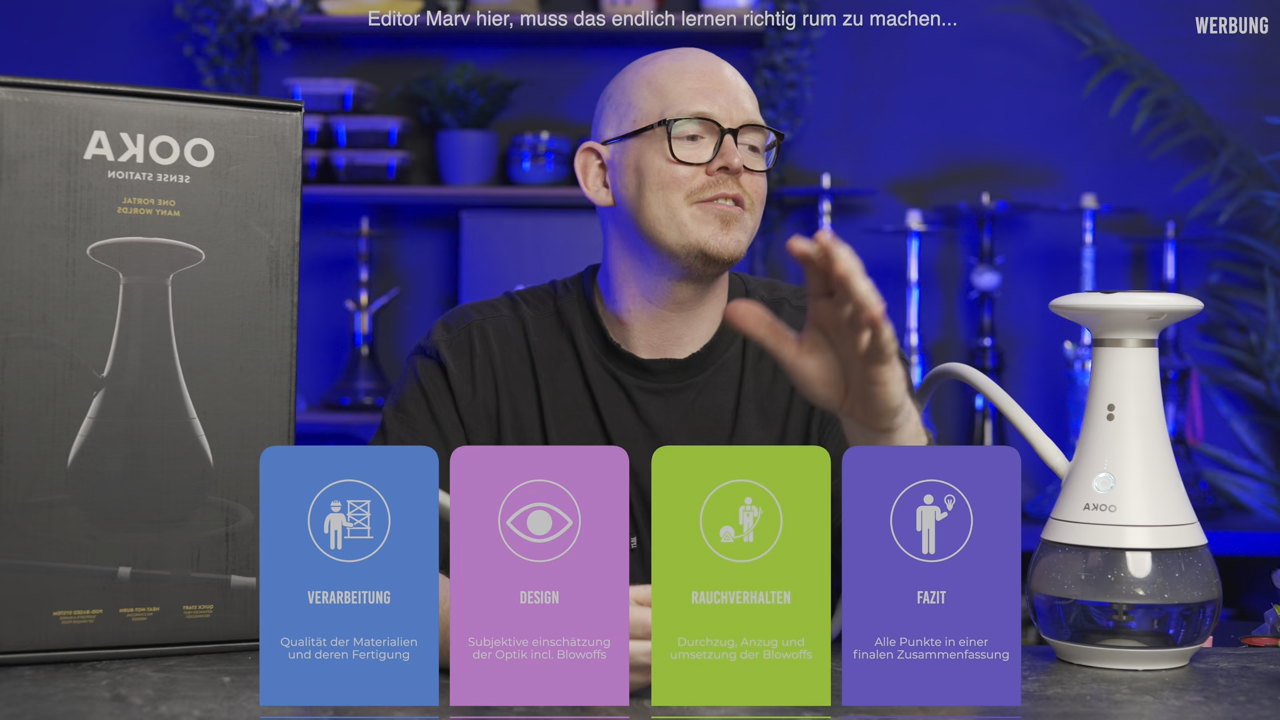 Editor Marv hier, muss das endlich lernen richtig rum zu machen...
WERBUNG
OOKA
SENSE STATION
ONE PORTAL
MANY WORLDS
OOKA
VERARBEITUNG
Qualität der Materialien
und deren Fertigung
DESIGN
Subjektive einschätzung
der Optik incl. Blowoffs
RAUCHVERHALTEN
Durchzug, Anzug und
umsetzung der Blowoffs
FAZIT
Alle Punkte in einer
finalen Zusammenfassung